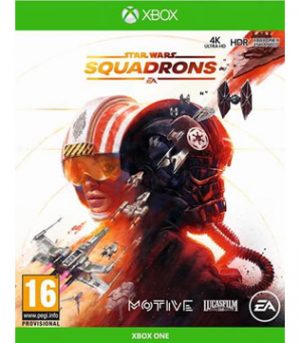 XBOX
4K
ULTRA HD
HDR
STAR WARS
SQUADRONS
EA
16
www.pegi.info
PROVISIONAL
MOTIVE
LUCASFILM
EA
XBOX ONE